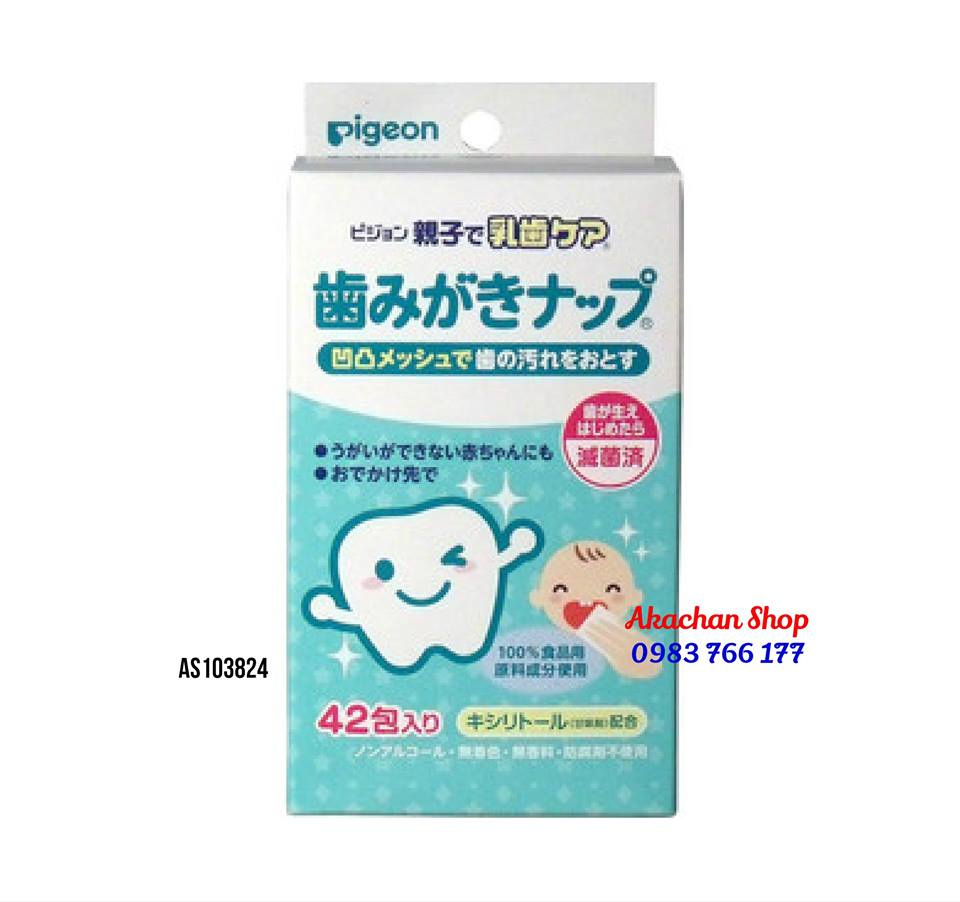 pigeon
ピジョン 親子で乳歯ケア®
歯みがきナップ®
凹凸メッシュで歯の汚れをおとす
歯が生え
はじめたら
滅菌済
●うがいができない赤ちゃんにも
●おでかけ先で
Akachan Shop
0983 766 177
100%食品用
原料成分使用
AS103824
42包入り
キシリトール(甘味剤)配合
ノンアルコール・無着色・無香料・防腐剤不使用